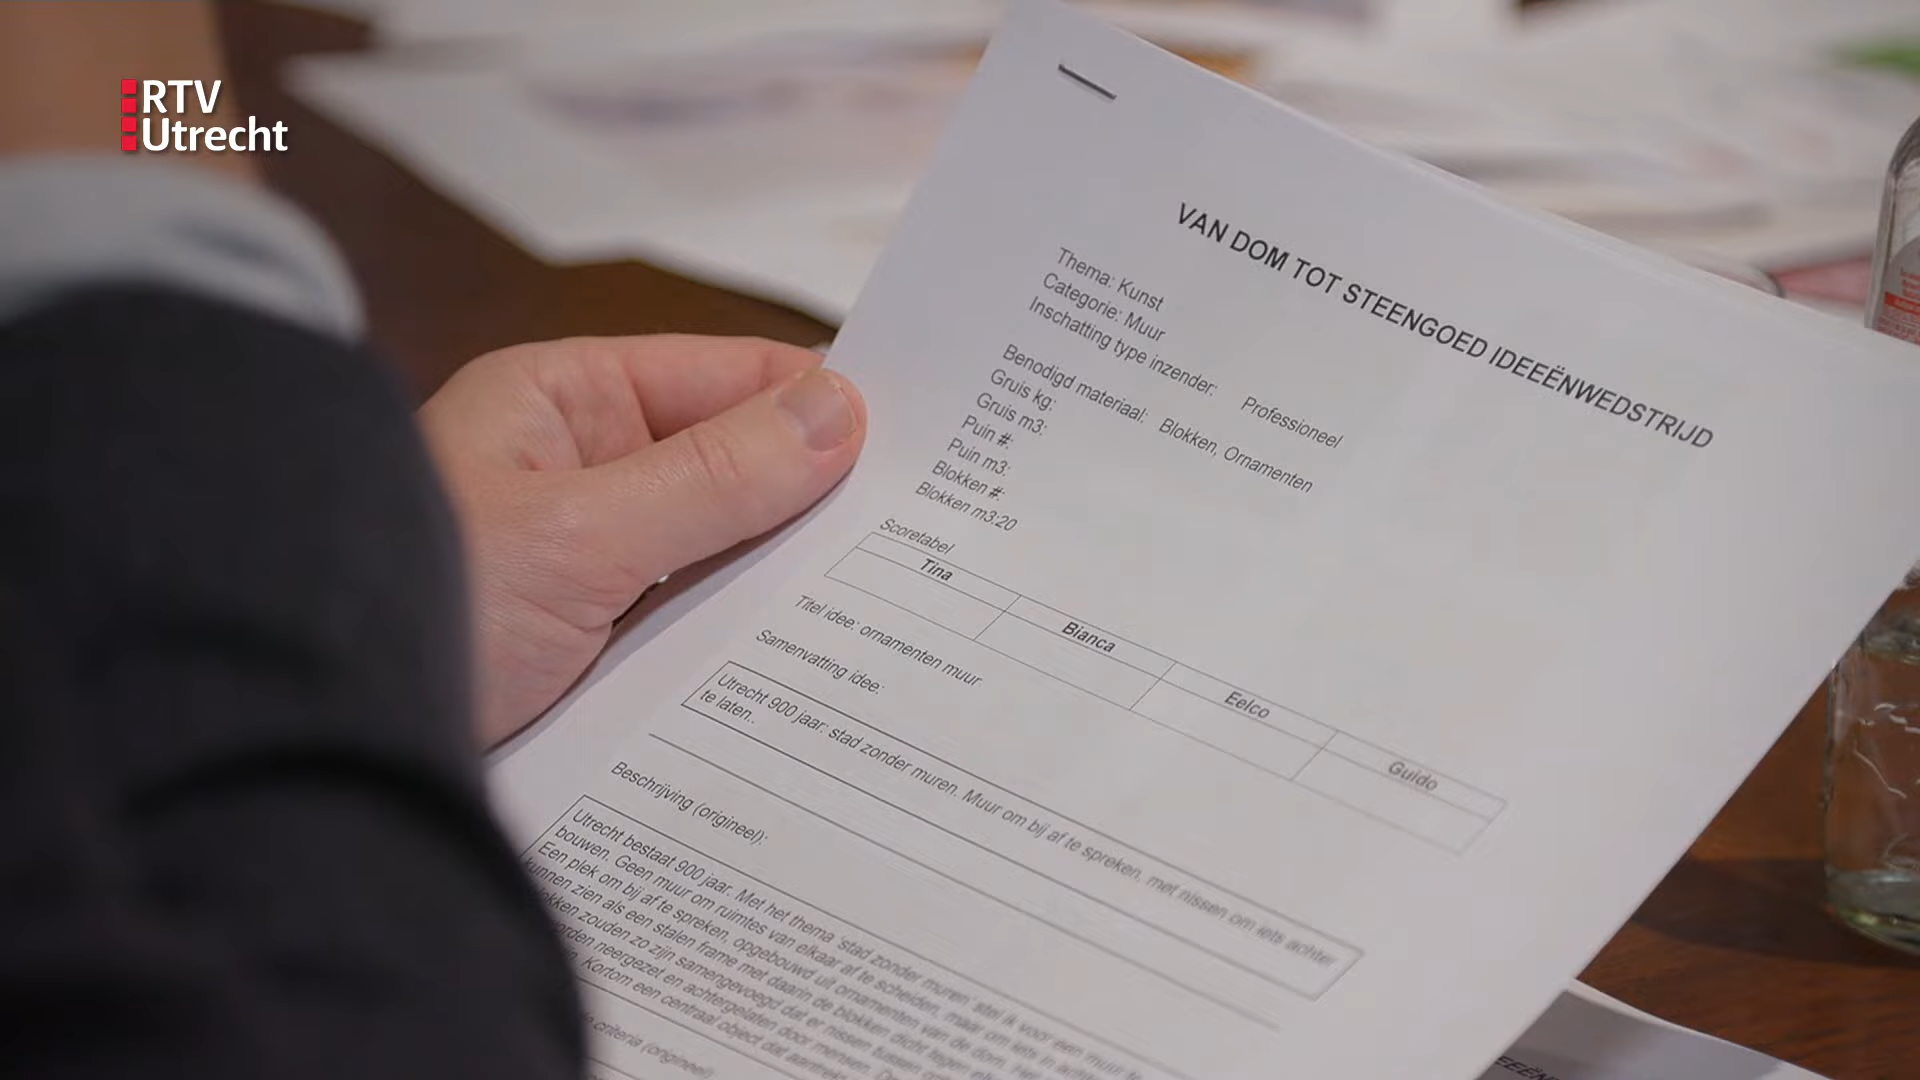 RTV
Utrecht
VAN DOM TOT STEENGOED IDEEËNWEDSTRIJD
Thema: Kunst
Categorie: Muur
Inschatting type inzender: Professioneel
Benodigd materiaal: Blokken, Ornamenten
Gruis kg:
Gruis m3:
Puin #:
Puin m3:
Blokken #:
Blokken m3:20
Scoretabel
Tina Bianca Eelco Guido
Titel idee: ornamenten muur
Samenvatting idee:
Utrecht 900 jaar: stad zonder muren. Muur om bij af te spreken, met nissen om iets achter
te laten..
Beschrijving (origineel):
Utrecht bestaat 900 jaar. Met het thema 'stad zonder muren' stel ik voor een muur te
bouwen. Geen muur om ruimtes van elkaar af te scheiden, maar om iets in
Een plek om bij af te spreken, opgebouwd uit ornamenten van de dom.
kunnen zien als een stalen frame met daarin de blokken dicht tegen
zouden zo zijn samengevoegd dat er nissen tussen
neergezet en achtergelaten door mensen.
Kortom een centraal object dat
criteria (origineel)